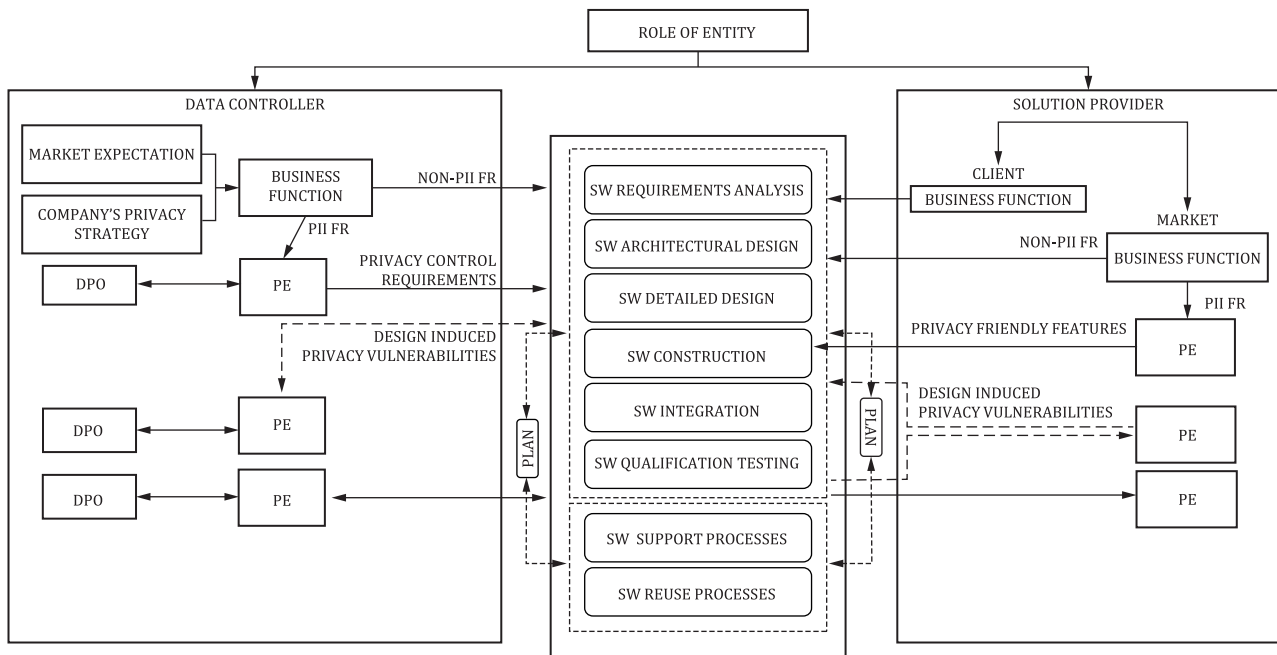 ROLE OF ENTITY
DATA CONTROLLER
MARKET EXPECTATION
COMPANY'S PRIVACY
STRATEGY
BUSINESS
FUNCTION
NON-PII FR
PII FR
DPO
PE
PRIVACY CONTROL
REQUIREMENTS
DESIGN INDUCED
PRIVACY VULNERABILITIES
DPO
PE
DPO
PE
PLAN
SW REQUIREMENTS ANALYSIS
SW ARCHITECTURAL DESIGN
SW DETAILED DESIGN
SW CONSTRUCTION
SW INTEGRATION
SW QUALIFICATION TESTING
SW SUPPORT PROCESSES
SW REUSE PROCESSES
PLAN
SOLUTION PROVIDER
CLIENT
BUSINESS FUNCTION
MARKET
NON-PII FR
BUSINESS FUNCTION
PII FR
PRIVACY FRIENDLY FEATURES
PE
DESIGN INDUCED
PRIVACY VULNERABILITIES
PE
PE